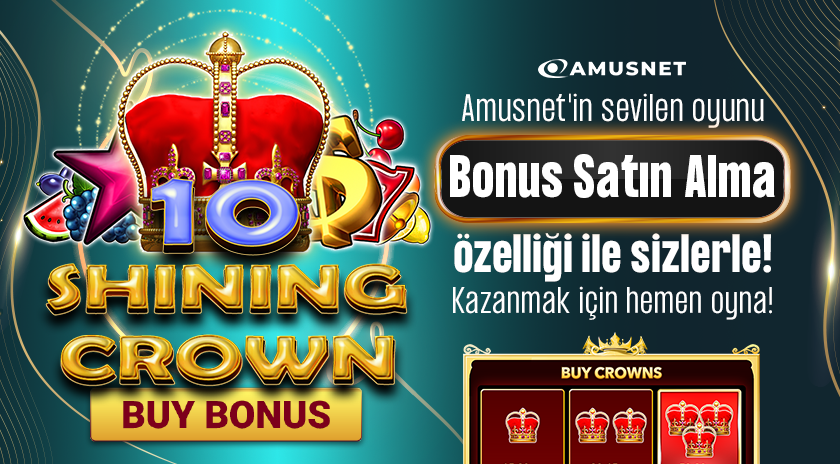 10
SHINING
CROWN
BUY BONUS
AMUSNET
Amusnet'in sevilen oyunu
Bonus Satın Alma
özelliği ile sizlerle!
Kazanmak için hemen oyna!
BUY CROWNS